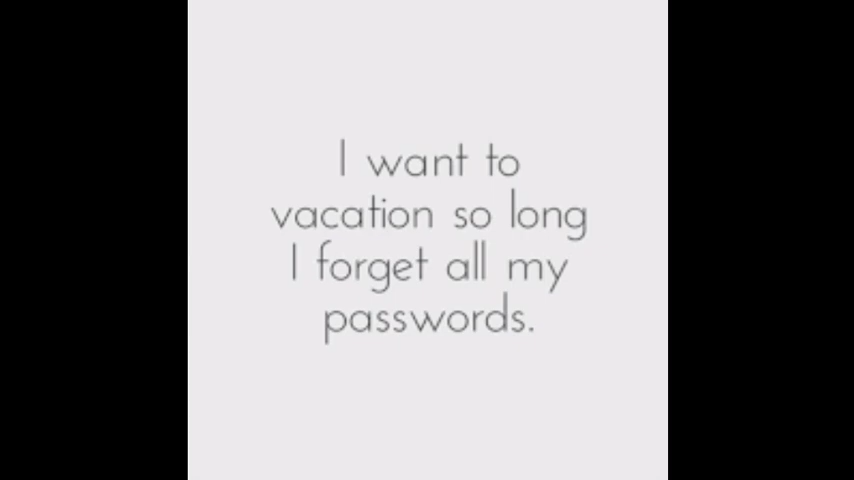 I want to
vacation so long
I forget all my
passwords.